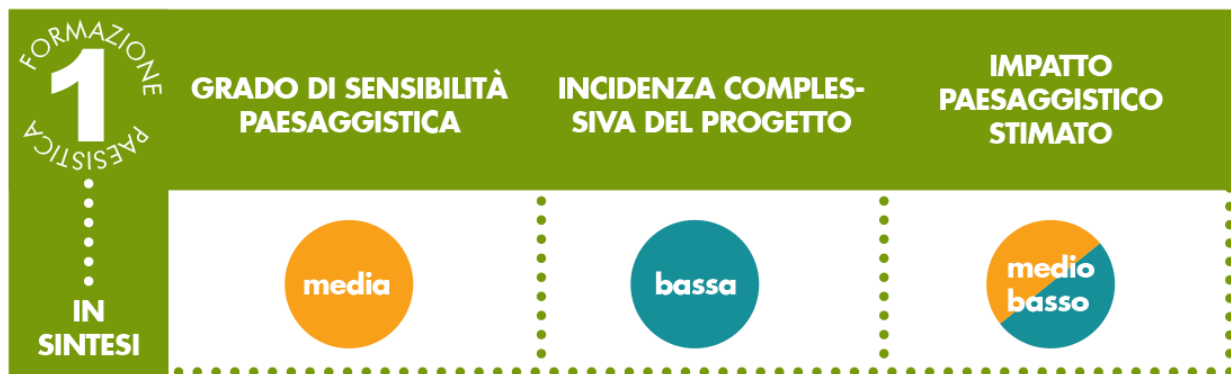 FORMAZIONE
1
PAESISTICA
GRADO DI SENSIBILITÀ
PAESAGGISTICA
INCIDENZA COMPLES-
SIVA DEL PROGETTO
IMPATTO
PAESAGGISTICO
STIMATO
IN
SINTESI
media
bassa
medio
basso